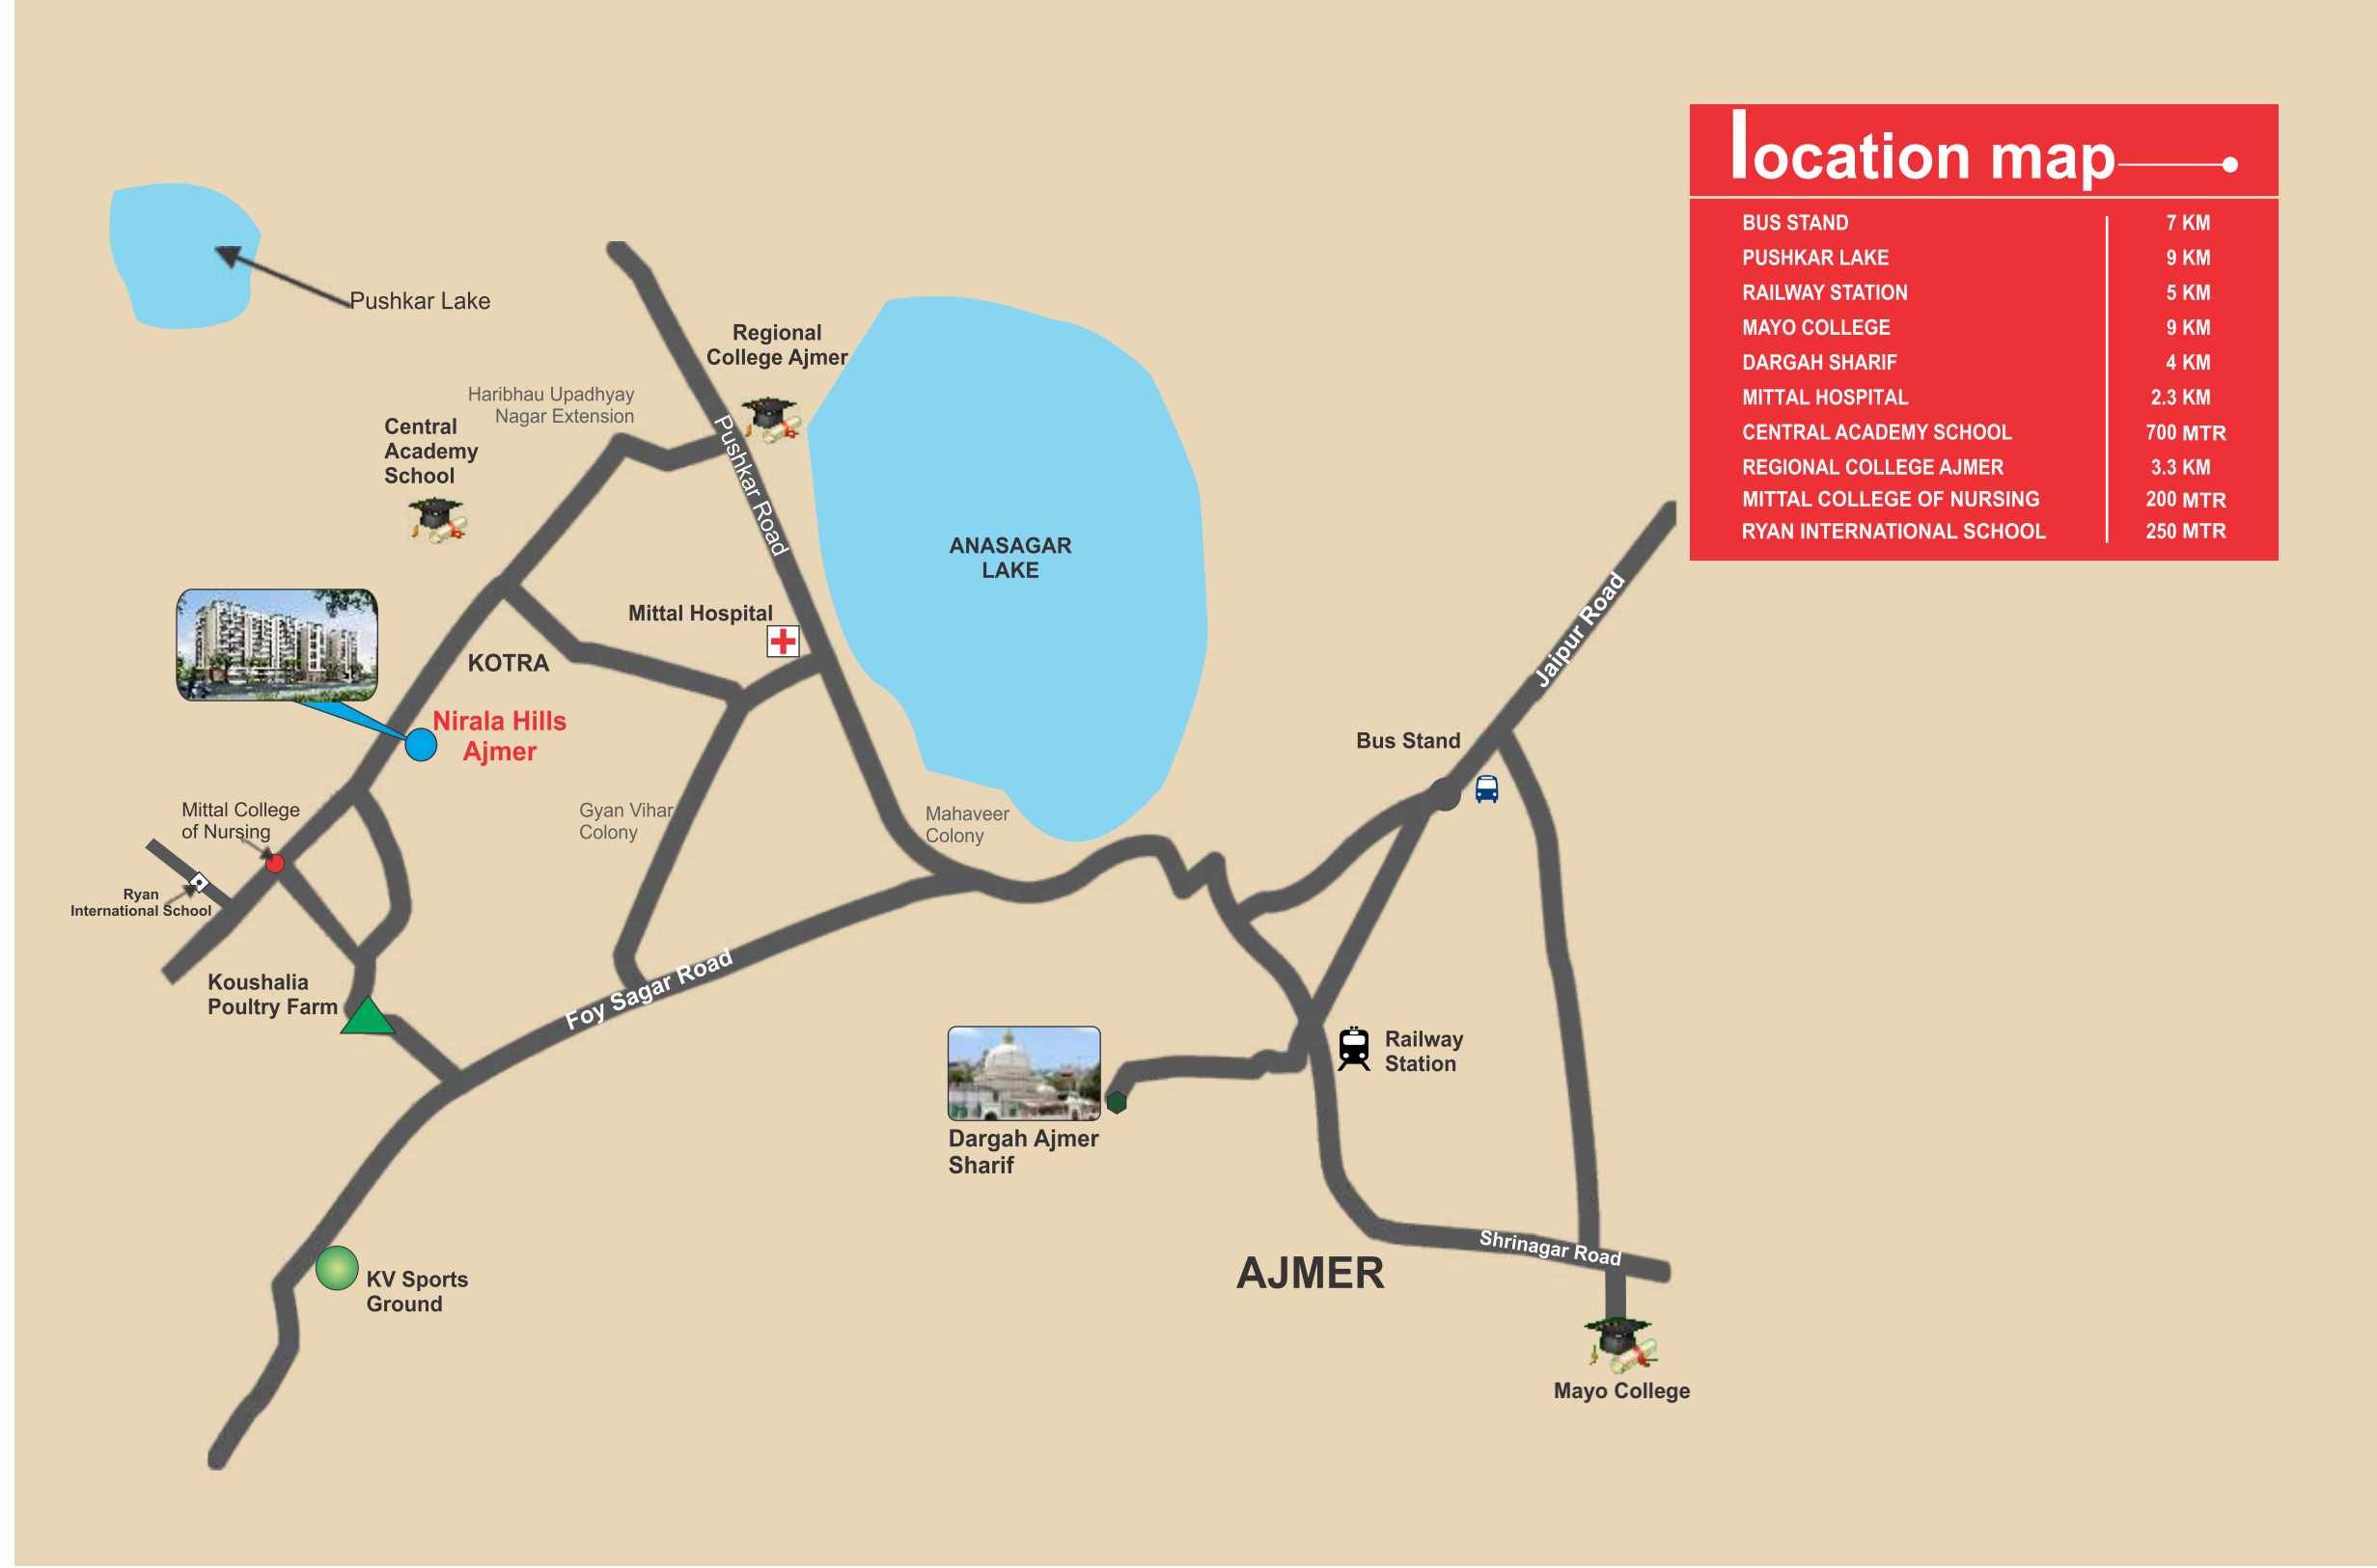 location map
BUS STAND 7 KM
PUSHKAR LAKE 9 KM
RAILWAY STATION 5 KM
MAYO COLLEGE 9 KM
DARGAH SHARIF 4 KM
MITTAL HOSPITAL 2.3 KM
CENTRAL ACADEMY SCHOOL 700 MTR
REGIONAL COLLEGE AJMER 3.3 KM
MITTAL COLLEGE OF NURSING 200 MTR
RYAN INTERNATIONAL SCHOOL 250 MTR
Pushkar Lake
Regional
College Ajmer
Haribhau Upadhyay
Nagar Extension
Central
Academy
School
Pushkar Road
ANASAGAR
LAKE
Mittal Hospital
KOTRA
Jaipur Road
Nirala Hills
Ajmer
Bus Stand
Mittal College
of Nursing
Gyan Vihar
Colony
Mahaveer
Colony
Ryan
International School
Koushalia
Poultry Farm
Foy Sagar Road
Railway
Station
Dargah Ajmer
Sharif
Shrinagar Road
AJMER
KV Sports
Ground
Mayo College